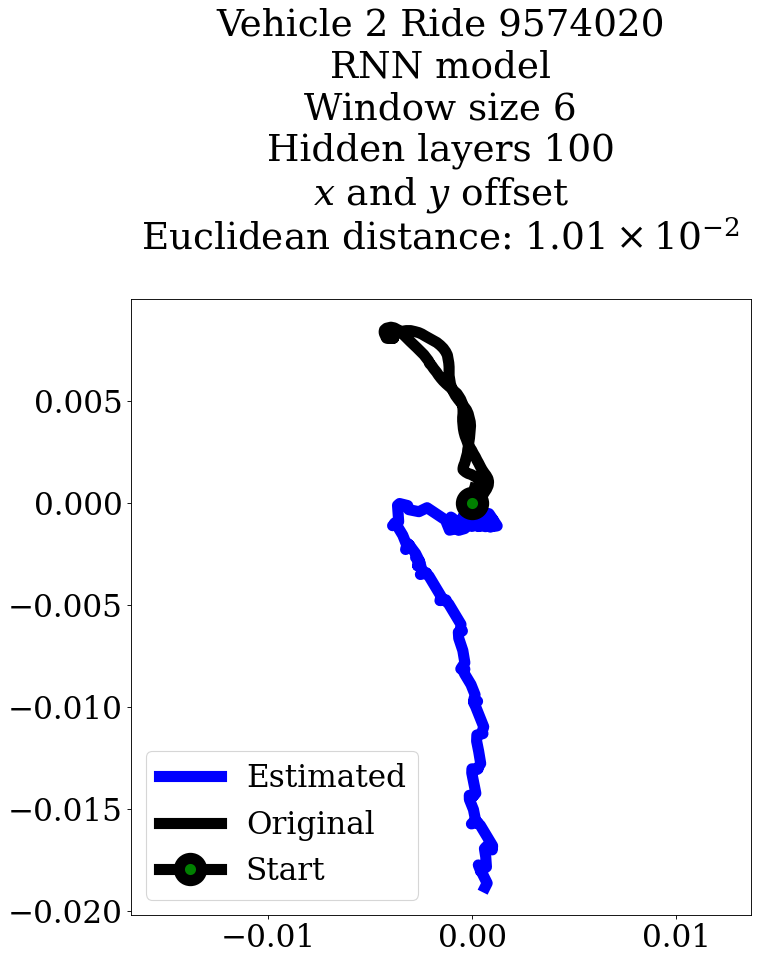 Vehicle 2 Ride 9574020
RNN model
Window size 6
Hidden layers 100
x and y offset
Euclidean distance: 1.01 × 10⁻²
0.005
0.000
−0.005
−0.010
−0.015
−0.020
Estimated
Original
Start
−0.01 0.00 0.01